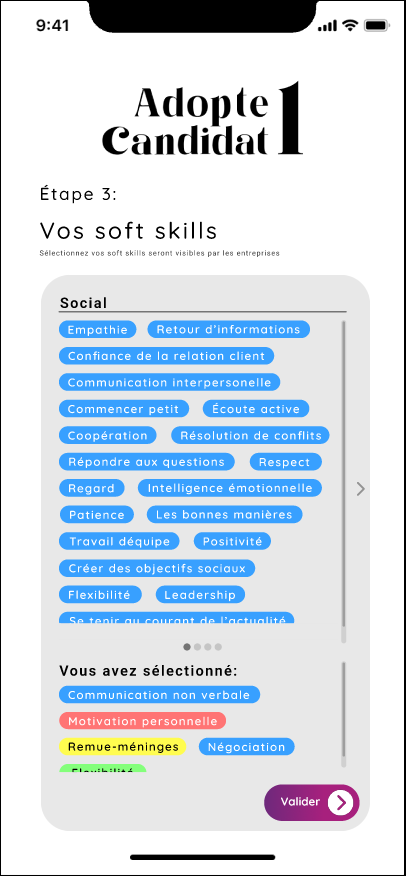 9:41
Adopte
Candidat 1
Étape 3:
Vos soft skills
Sélectionnez vos soft skills seront visibles par les entreprises
Social
Empathie Retour d'informations
Confiance de la relation client
Communication interpersonelle
Commencer petit Écoute active
Coopération Résolution de conflits
Répondre aux questions Respect
Regard Intelligence émotionnelle
Patience Les bonnes manières
Travail déquipe Positivité
Créer des objectifs sociaux
Flexibilité Leadership
Se tenir au courant de l'actualité
Vous avez sélectionné:
Communication non verbale
Motivation personnelle
Remue-méninges Négociation
Flexibilité
Valider